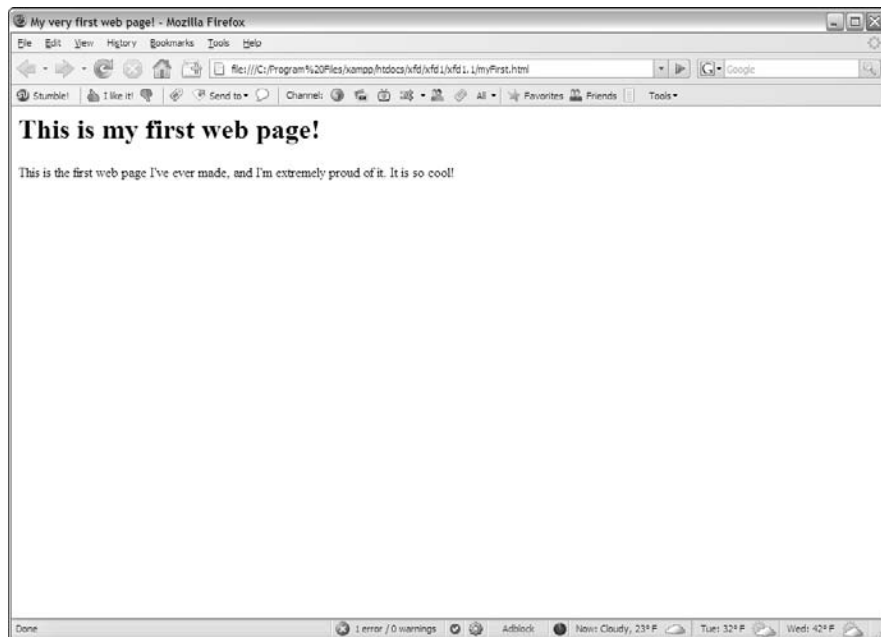 My very first web page! - Mozilla Firefox
File Edit View History Bookmarks Tools Help
file:///C:/Program%20Files/xampp/htdocs/xfd/xfd1/xfd1.1/myFirst.html G Google
Stumble! I like it! Send to Channel: All Favorites Friends Tools
This is my first web page!
This is the first web page I've ever made, and I'm extremely proud of it. It is so cool!
Done 1 error / 0 warnings Adblock Now: Cloudy, 23° F Tue: 32° F Wed: 42° F